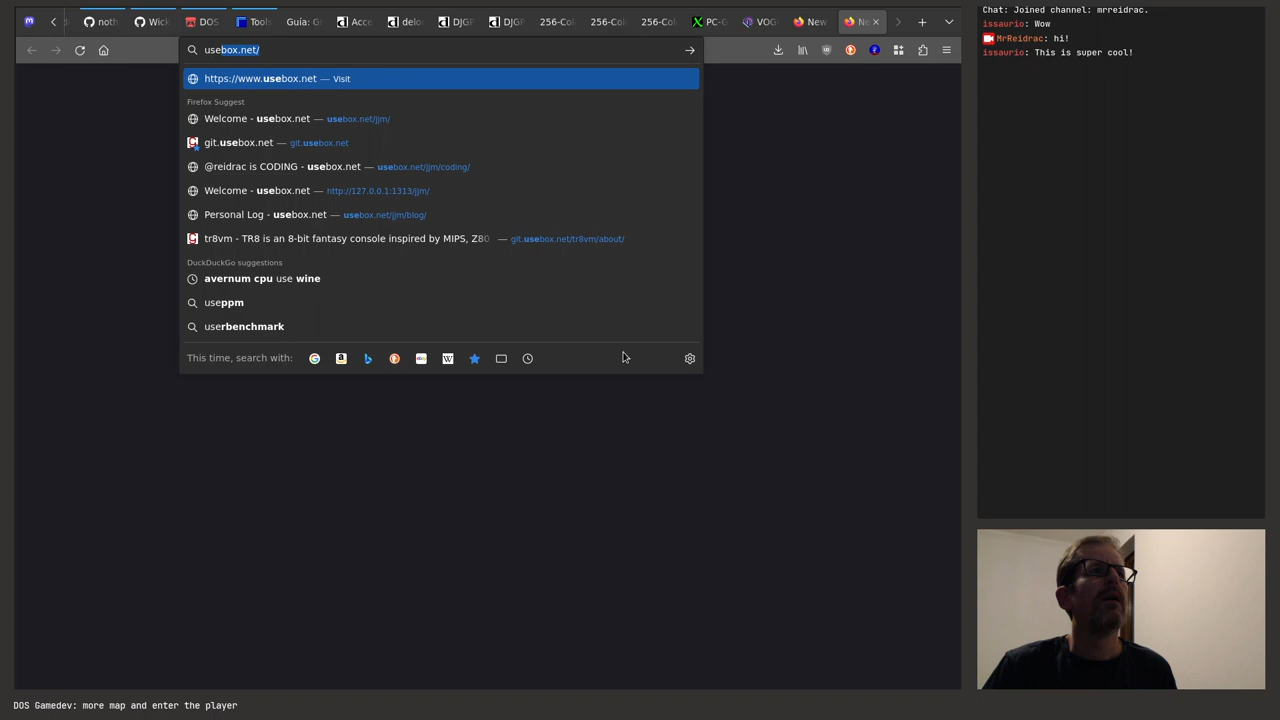 noth
Wick
DOS
Tools
Guía: Gr
Acce
deloc
DJGP
DJGP
256-Col
256-Col
256-Col
PC-G
VOG
New
Ne
usebox.net/
https://www.usebox.net — Visit
Firefox Suggest
Welcome - usebox.net — usebox.net/jjm/
git.usebox.net — git.usebox.net
@reidrac is CODING - usebox.net — usebox.net/jjm/coding/
Welcome - usebox.net — http://127.0.0.1:1313/jjm/
Personal Log - usebox.net — usebox.net/jjm/blog/
tr8vm - TR8 is an 8-bit fantasy console inspired by MIPS, Z80 — git.usebox.net/tr8vm/about/
DuckDuckGo suggestions
avernum cpu use wine
useppm
userbenchmark
This time, search with:
Chat: Joined channel: mrreidrac.
issaurio: Wow
MrReidrac: hi!
issaurio: This is super cool!
DOS Gamedev: more map and enter the player